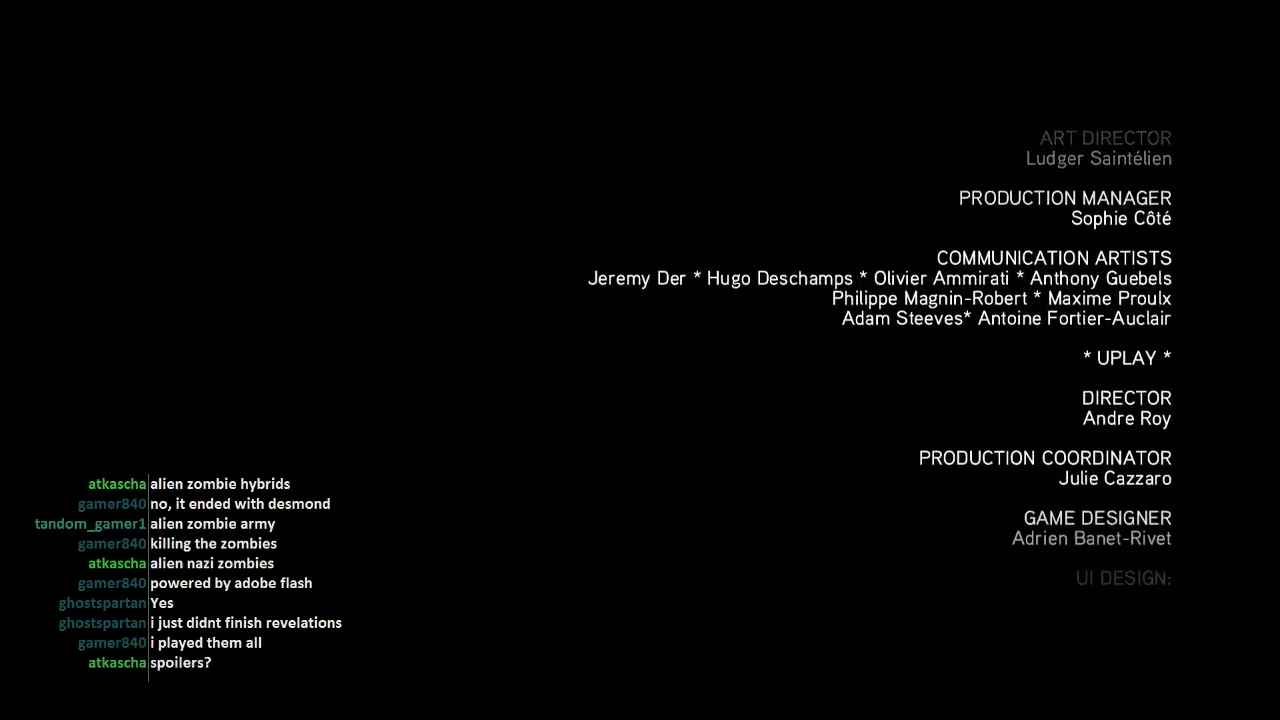 ART DIRECTOR
Ludger Saintélien
PRODUCTION MANAGER
Sophie Côté
COMMUNICATION ARTISTS
Jeremy Der * Hugo Deschamps * Olivier Ammirati * Anthony Guebels
Philippe Magnin-Robert * Maxime Proulx
Adam Steeves* Antoine Fortier-Auclair
* UPLAY *
DIRECTOR
Andre Roy
PRODUCTION COORDINATOR
Julie Cazzaro
GAME DESIGNER
Adrien Banet-Rivet
UI DESIGN:
atkascha alien zombie hybrids
gamer840 no, it ended with desmond
tandom_gamer1 alien zombie army
gamer840 killing the zombies
atkascha alien nazi zombies
gamer840 powered by adobe flash
ghostspartan Yes
ghostspartan i just didnt finish revelations
gamer840 i played them all
atkascha spoilers?